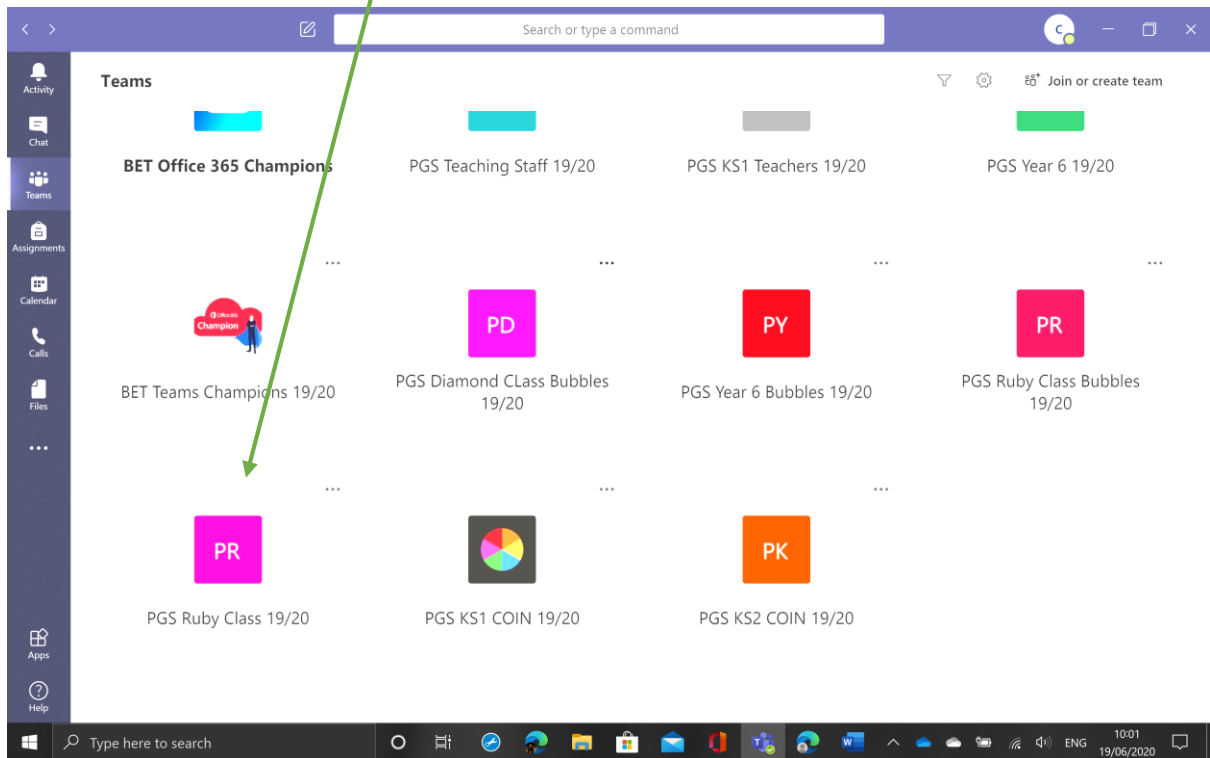 Search or type a command
C
Activity
Chat
Teams
Assignments
Calendar
Calls
Files
Apps
Help
Teams
Join or create team
BET Office 365 Champions
PGS Teaching Staff 19/20
PGS KS1 Teachers 19/20
PGS Year 6 19/20
Office 365
Champion
BET Teams Champions 19/20
PD
PGS Diamond CLass Bubbles
19/20
PY
PGS Year 6 Bubbles 19/20
PR
PGS Ruby Class Bubbles
19/20
PR
PGS Ruby Class 19/20
PGS KS1 COIN 19/20
PK
PGS KS2 COIN 19/20
Type here to search
ENG
10:01
19/06/2020